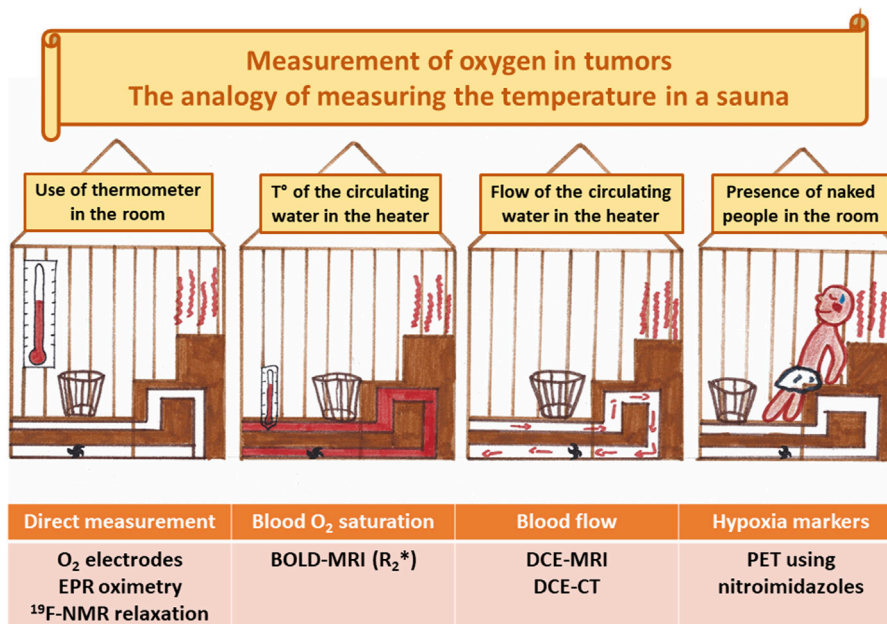 Measurement of oxygen in tumors
The analogy of measuring the temperature in a sauna
Use of thermometer
in the room
T° of the circulating
water in the heater
Flow of the circulating
water in the heater
Presence of naked
people in the room
Direct measurement
Blood O₂ saturation
Blood flow
Hypoxia markers
O₂ electrodes
EPR oximetry
¹⁹F-NMR relaxation
BOLD-MRI (R₂*)
DCE-MRI
DCE-CT
PET using
nitroimidazoles